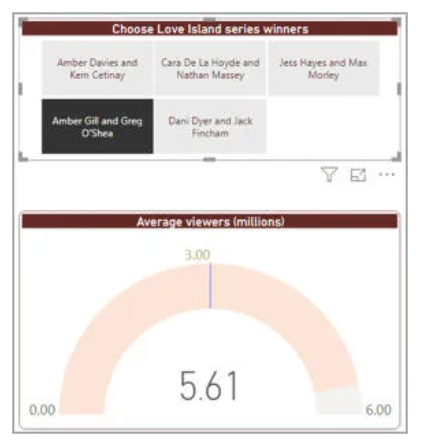 Choose Love Island series winners
Amber Davies and
Kem Cetinay
Cara De La Hoyde and
Nathan Massey
Jess Hayes and Max
Morley
Amber Gill and Greg
O'Shea
Dani Dyer and Jack
Fincham
Average viewers (millions)
3.00
5.61
0.00
6.00